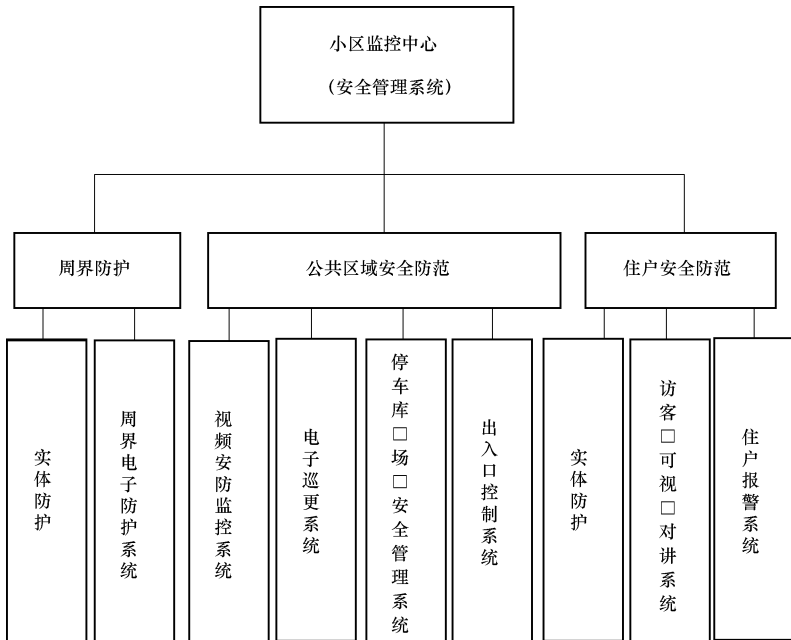 小区监控中心
（安全管理系统）
周界防护
公共区域安全防范
住户安全防范
实体防护
周界电子防护系统
视频安防监控系统
电子巡更系统
停车库□场□安全管理系统
出入口控制系统
实体防护
访客□可视□对讲系统
住户报警系统